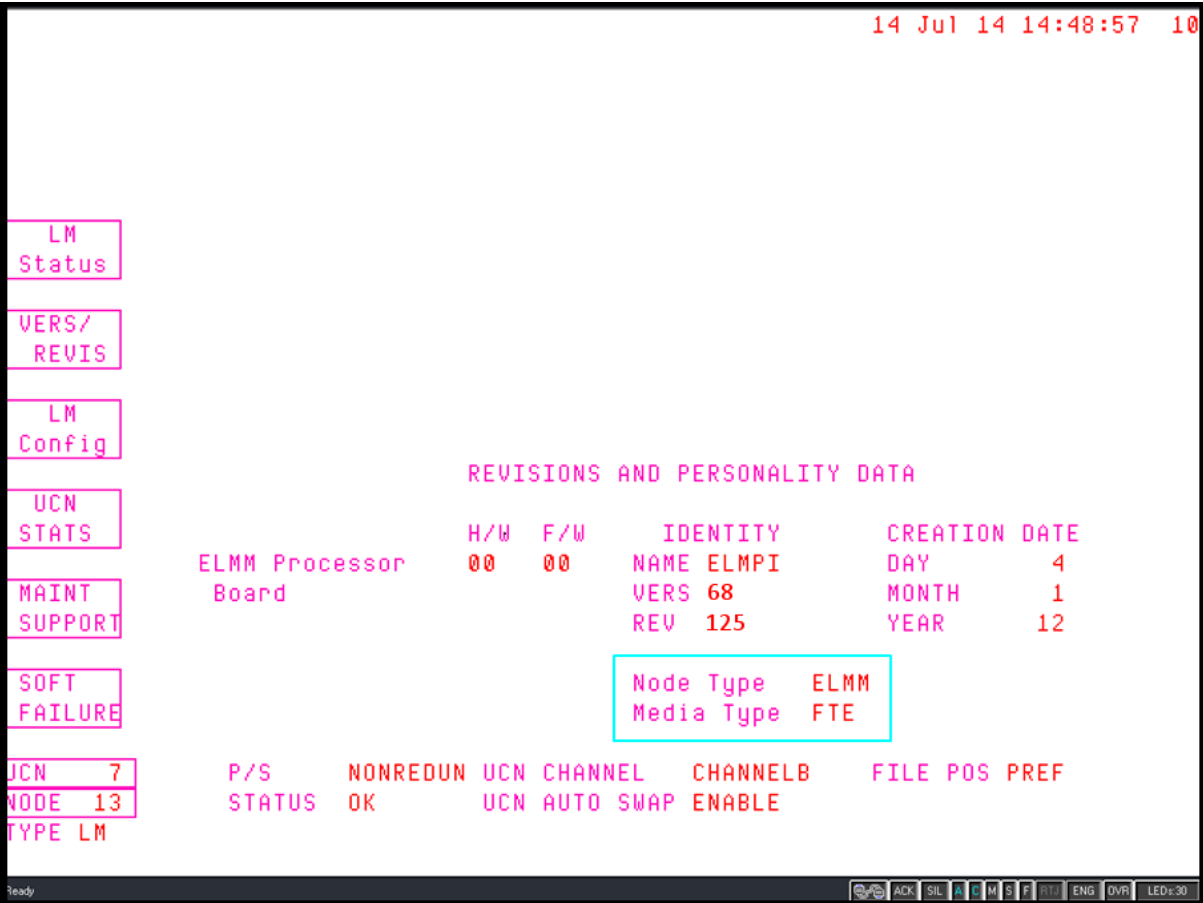 14 Jul 14 14:48:57 10
LM
Status
VERS/
REVIS
LM
Config
UCN
STATS
MAINT
SUPPORT
SOFT
FAILURE
REVISIONS AND PERSONALITY DATA
H/W F/W IDENTITY CREATION DATE
ELMM Processor 00 00 NAME ELMPI DAY 4
Board VERS 68 MONTH 1
REV 125 YEAR 12
Node Type ELMM
Media Type FTE
UCN 7 P/S NONREDUN UCN CHANNEL CHANNELB FILE POS PREF
NODE 13 STATUS OK UCN AUTO SWAP ENABLE
TYPE LM
Ready ACK SIL A C M S F RTJ ENG OVR LEDs:30